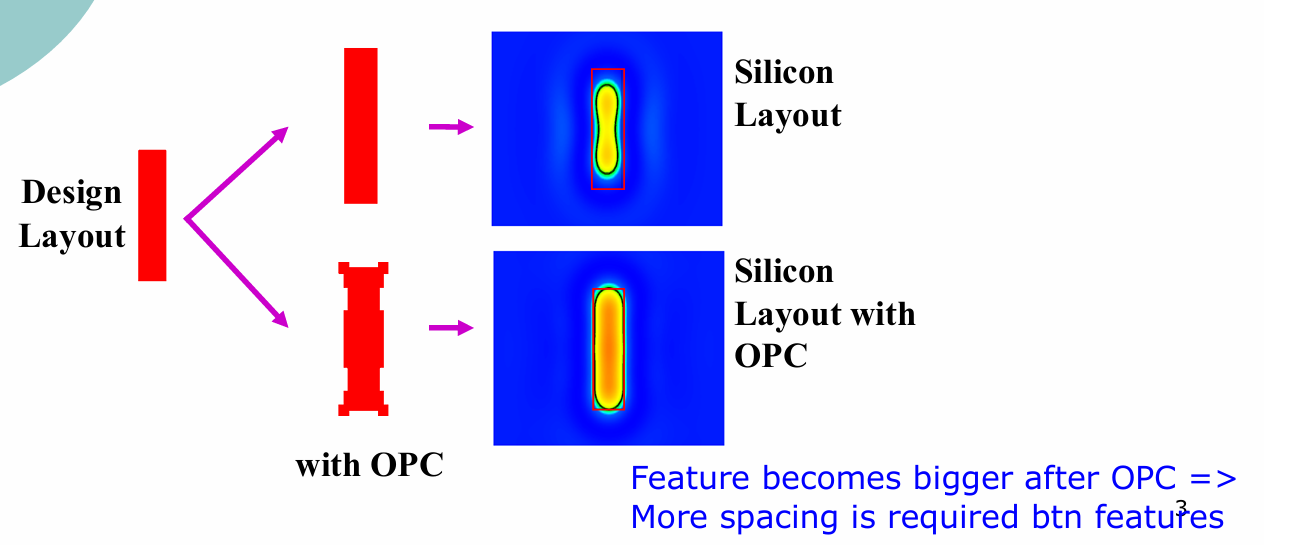 Design
Layout
with OPC
Silicon
Layout
Silicon
Layout with
OPC
Feature becomes bigger after OPC =>
More spacing is required btn features
3